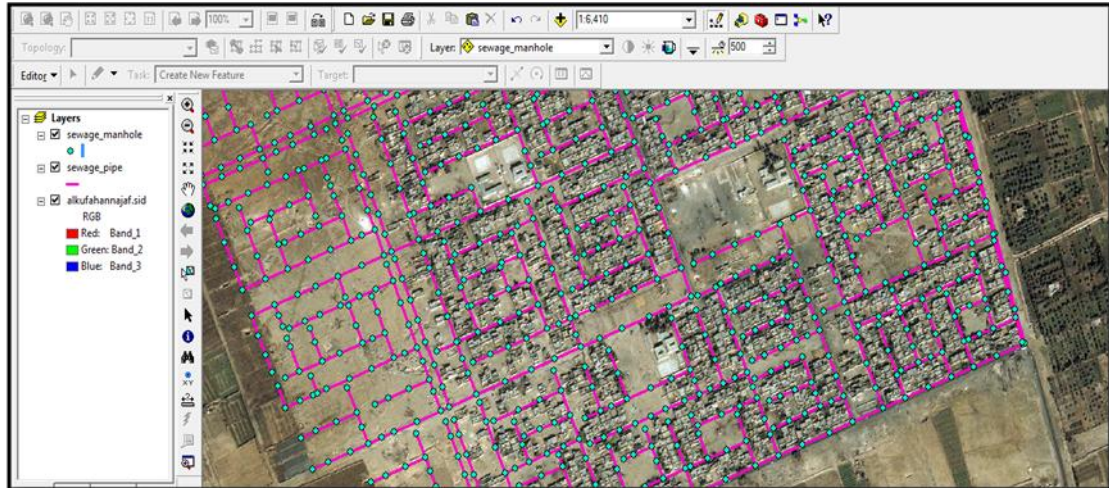 100%
1:6,410
Topology:
Layer: sewage_manhole
500
Editor
Task: Create New Feature
Target:
Layers
sewage_manhole
sewage_pipe
alkufahannajaf.sid
RGB
Red: Band_1
Green: Band_2
Blue: Band_3
XY